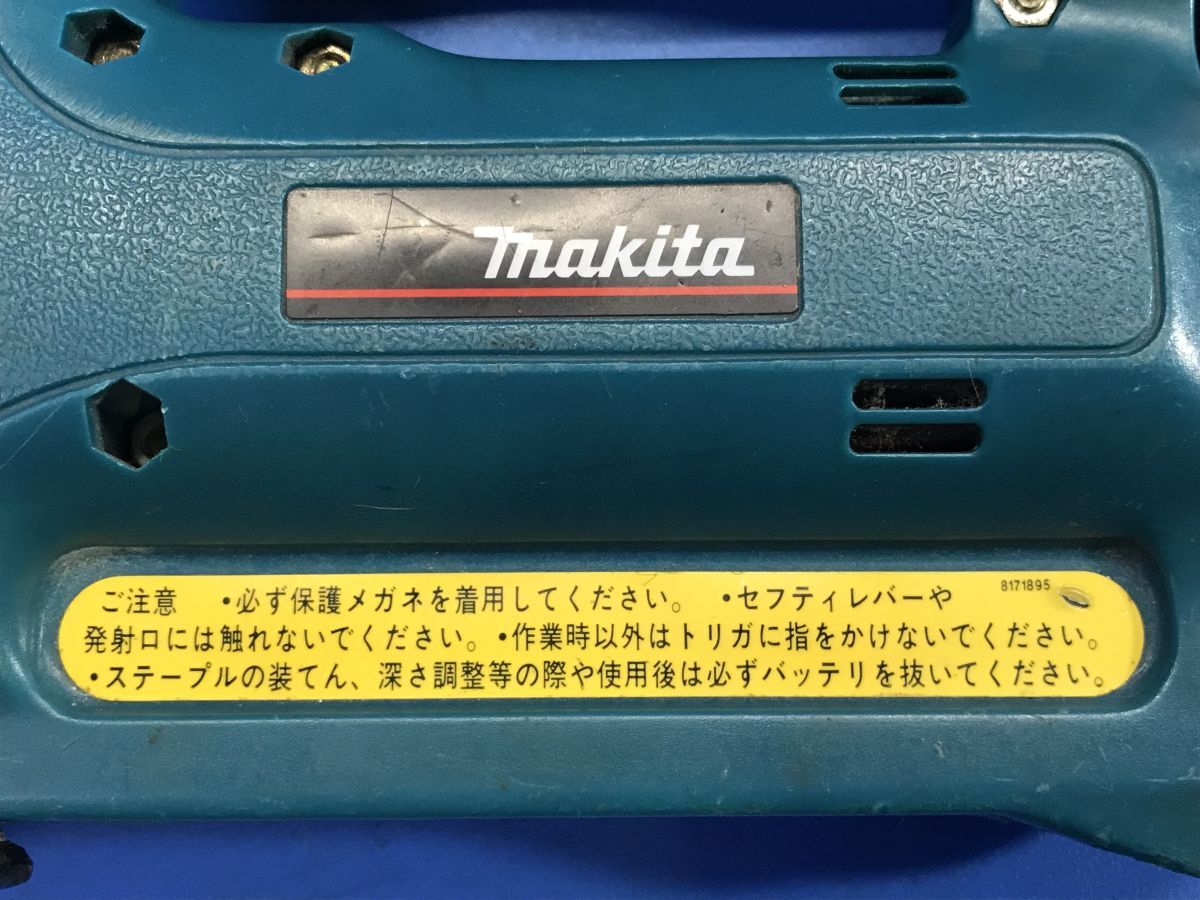 makita
8171895
ご注意 ・必ず保護メガネを着用してください。 ・セフティレバーや
発射口には触れないでください。・作業時以外はトリガに指をかけないでください。
・ステープルの装てん、深さ調整等の際や使用後は必ずバッテリを抜いてください。